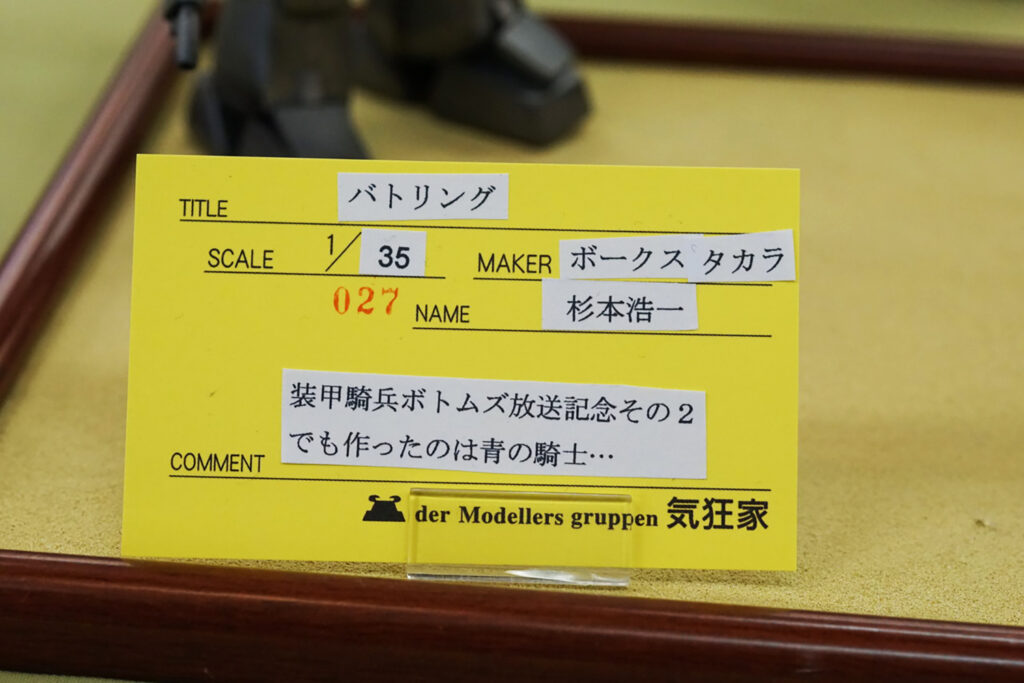 TITLE バトリング
SCALE 1/35 MAKER ボークス タカラ
027 NAME 杉本浩一
装甲騎兵ボトムズ放送記念その2
でも作ったのは青の騎士…
COMMENT
der Modellers gruppen 気狂家